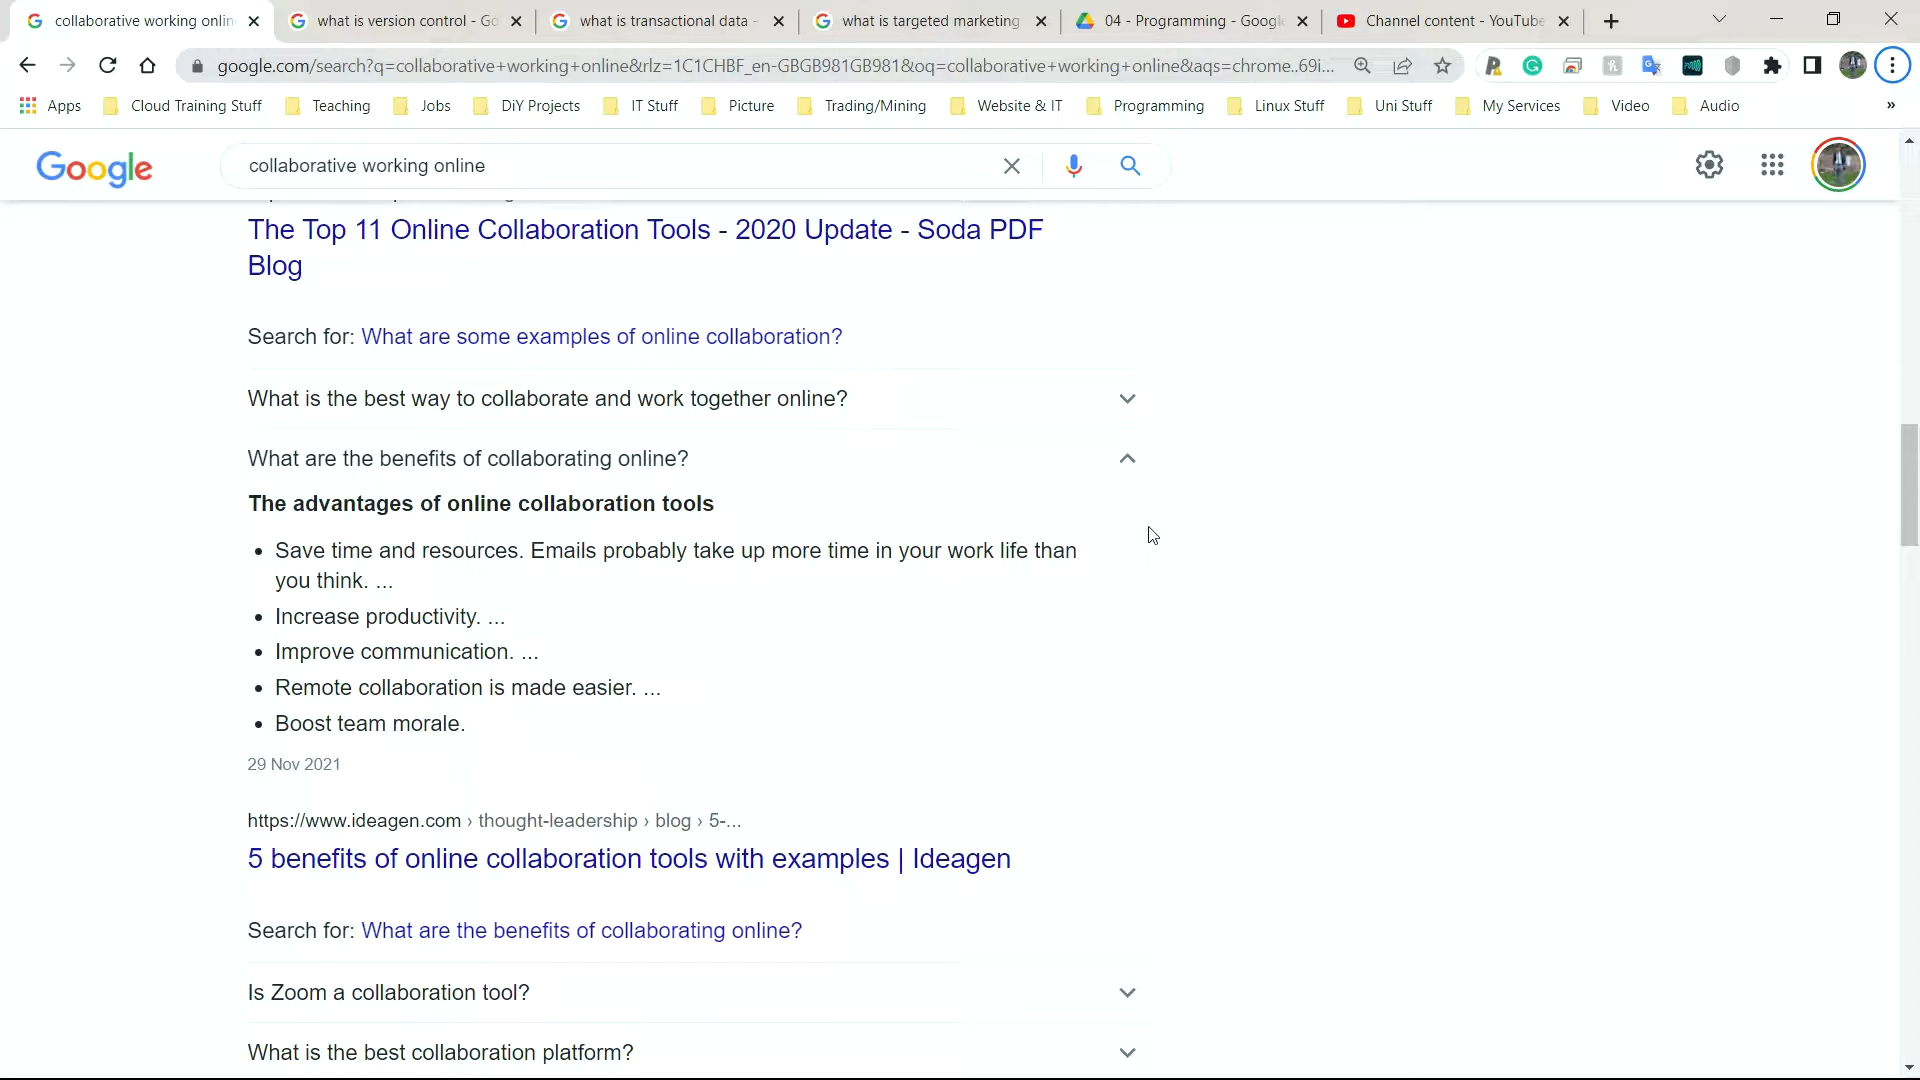 collaborative working onlin
what is version control - Go
what is transactional data -
what is targeted marketing
04 - Programming - Google
Channel content - YouTube
google.com/search?q=collaborative+working+online&rlz=1C1CHBF_en-GBGB981GB981&oq=collaborative+working+online&aqs=chrome..69i...
Apps
Cloud Training Stuff
Teaching
Jobs
DiY Projects
IT Stuff
Picture
Trading/Mining
Website & IT
Programming
Linux Stuff
Uni Stuff
My Services
Video
Audio
»
Google
collaborative working online
The Top 11 Online Collaboration Tools - 2020 Update - Soda PDF
Blog
Search for: What are some examples of online collaboration?
What is the best way to collaborate and work together online?
What are the benefits of collaborating online?
The advantages of online collaboration tools
• Save time and resources. Emails probably take up more time in your work life than
you think. ...
• Increase productivity. ...
• Improve communication. ...
• Remote collaboration is made easier. ...
• Boost team morale.
29 Nov 2021
https://www.ideagen.com › thought-leadership › blog › 5-...
5 benefits of online collaboration tools with examples | Ideagen
Search for: What are the benefits of collaborating online?
Is Zoom a collaboration tool?
What is the best collaboration platform?